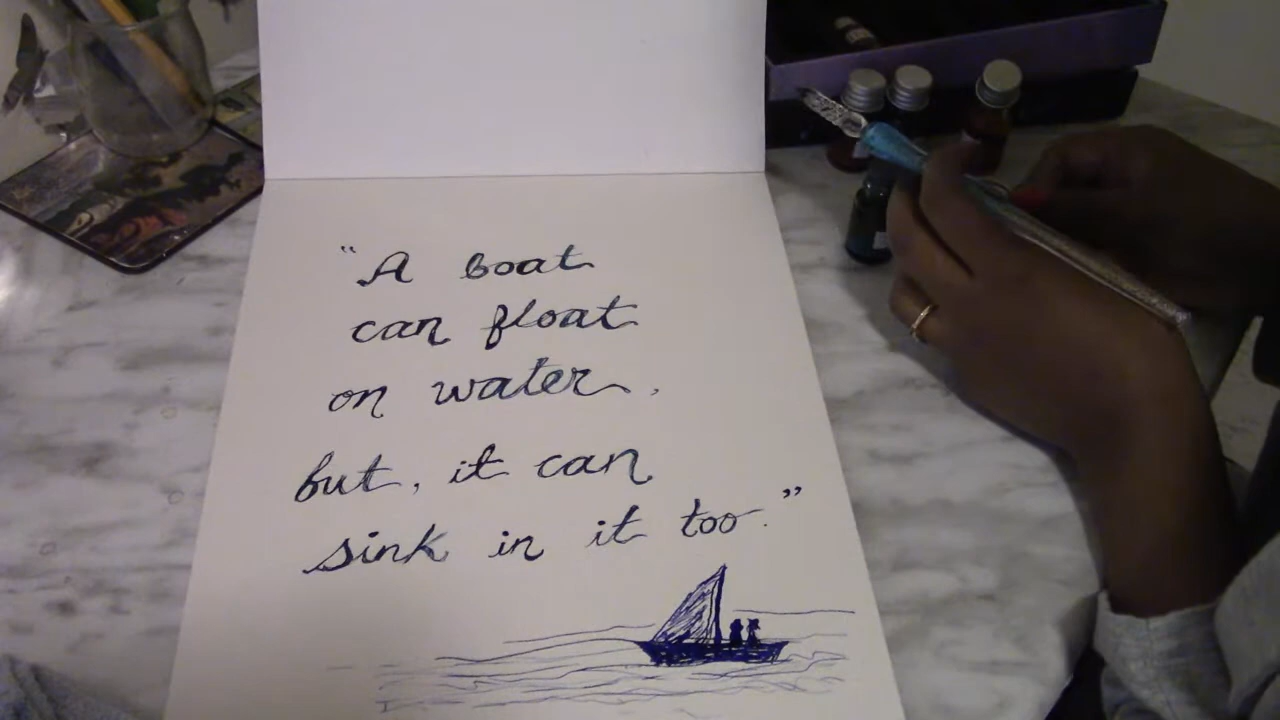 "A boat
can float
on water,
but, it can
sink in it too."